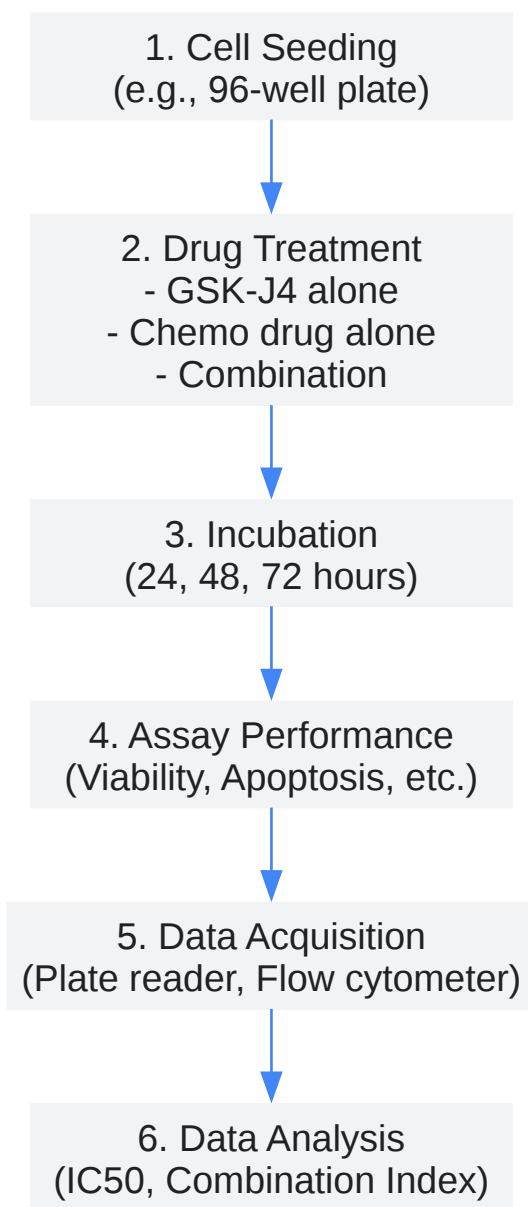 1. Cell Seeding
(e.g., 96-well plate)
2. Drug Treatment
- GSK-J4 alone
- Chemo drug alone
- Combination
3. Incubation
(24, 48, 72 hours)
4. Assay Performance
(Viability, Apoptosis, etc.)
5. Data Acquisition
(Plate reader, Flow cytometer)
6. Data Analysis
(IC50, Combination Index)